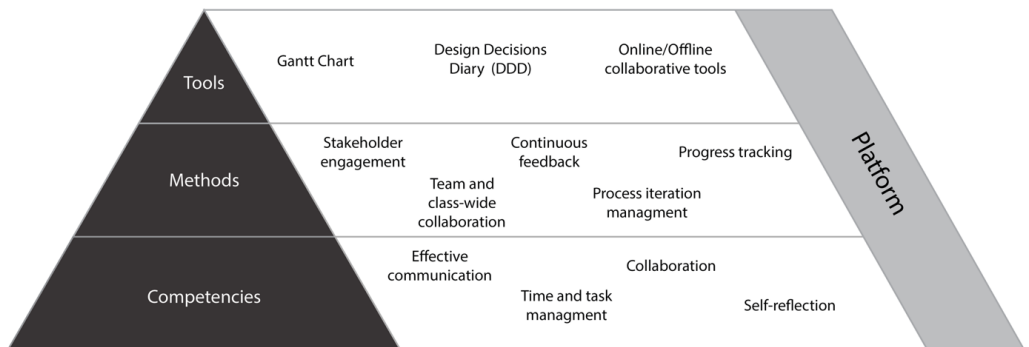 Tools
Gantt Chart
Design Decisions
Diary (DDD)
Online/Offline
collaborative tools
Methods
Stakeholder
engagement
Continuous
feedback
Progress tracking
Team and
class-wide
collaboration
Process iteration
managment
Competencies
Effective
communication
Collaboration
Time and task
managment
Self-reflection
Platform